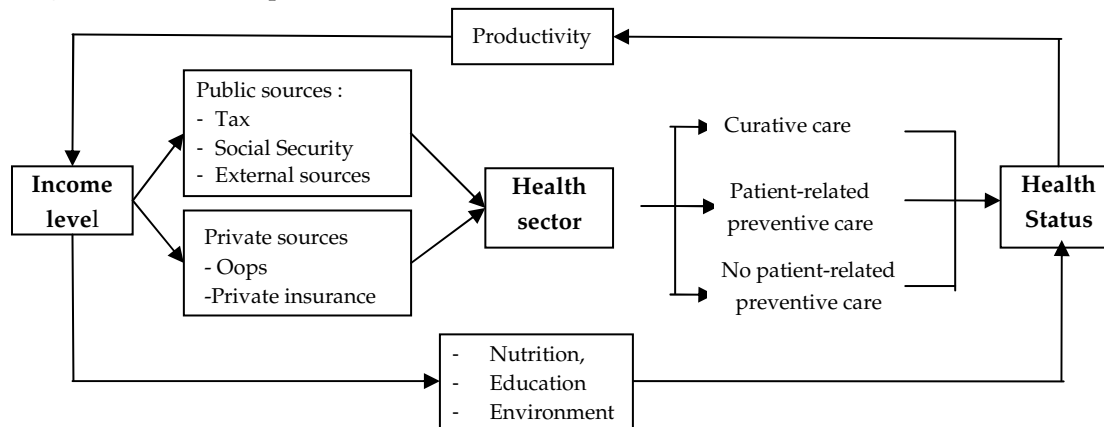 Productivity
Public sources :
- Tax
- Social Security
- External sources
Income
level
Private sources
- Oops
-Private insurance
Health
sector
Curative care
Patient-related
preventive care
No patient-related
preventive care
Health
Status
- Nutrition,
- Education
- Environment